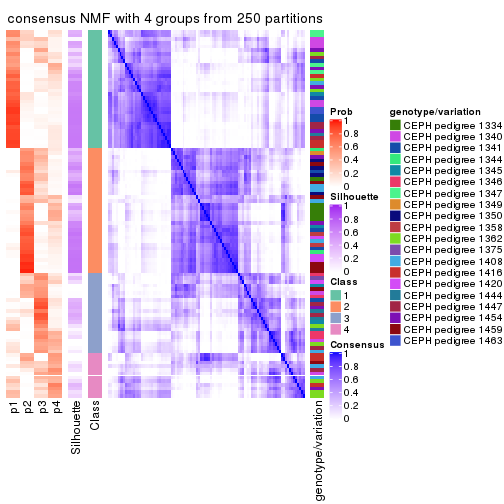 consensus NMF with 4 groups from 250 partitions
p1
p2
p3
p4
Silhouette
Class
genotype/variation
Prob
1
0.8
0.6
0.4
0.2
0
Silhouette
1
0.8
0.6
0.4
0.2
0
Class
1
2
3
4
Consensus
1
0.8
0.6
0.4
0.2
0
genotype/variation
CEPH pedigree 1334
CEPH pedigree 1340
CEPH pedigree 1341
CEPH pedigree 1344
CEPH pedigree 1345
CEPH pedigree 1346
CEPH pedigree 1347
CEPH pedigree 1349
CEPH pedigree 1350
CEPH pedigree 1358
CEPH pedigree 1362
CEPH pedigree 1375
CEPH pedigree 1408
CEPH pedigree 1416
CEPH pedigree 1420
CEPH pedigree 1444
CEPH pedigree 1447
CEPH pedigree 1454
CEPH pedigree 1459
CEPH pedigree 1463